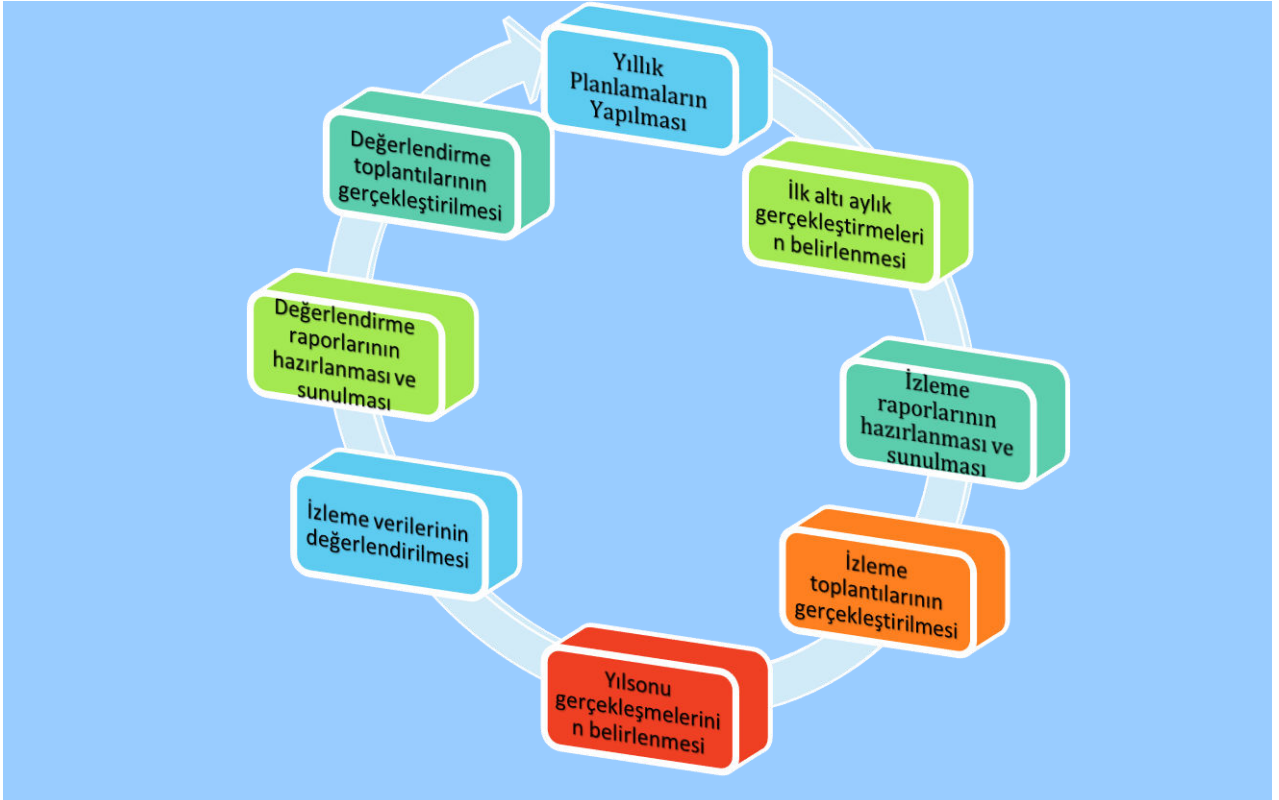 Yıllık
Planlamaların
Yapılması
İlk altı aylık
gerçekleştirmeleri
n belirlenmesi
İzleme
raporlarının
hazırlanması ve
sunulması
İzleme
toplantılarının
gerçekleştirilmesi
Yılsonu
gerçekleşmelerini
n belirlenmesi
İzleme verilerinin
değerlendirilmesi
Değerlendirme
raporlarının
hazırlanması ve
sunulması
Değerlendirme
toplantılarının
gerçekleştirilmesi